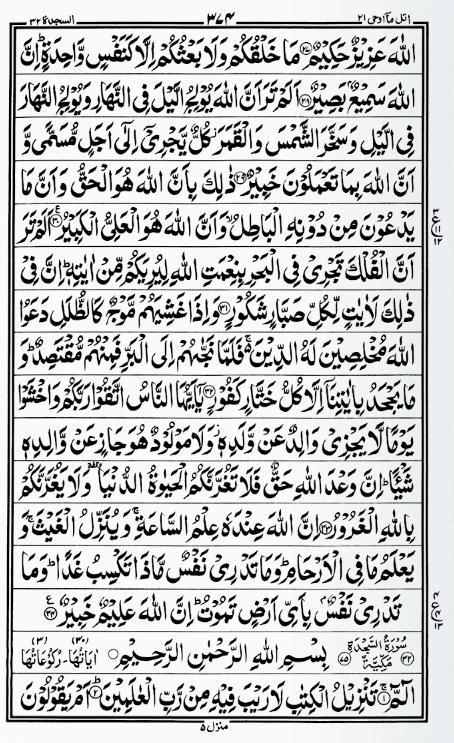 اتل مآ اوحی ۲۱ ۳۷۴ السجدۃ ۳۲
اللّٰهَ عَزِیْزٌ حَكِیْمٌ ۲۷ مَا خَلْقُكُمْ وَلَا بَعْثُكُمْ اِلَّا كَنَفْسٍ وَّاحِدَةٍ ؕ اِنَّ
اللّٰهَ سَمِیْعٌۢ بَصِیْرٌ ۲۸ اَلَمْ تَرَ اَنَّ اللّٰهَ یُوْلِجُ الَّیْلَ فِی النَّهَارِ وَیُوْلِجُ النَّهَارَ
فِی الَّیْلِ وَسَخَّرَ الشَّمْسَ وَالْقَمَرَ ؗ كُلٌّ یَّجْرِیْۤ اِلٰۤی اَجَلٍ مُّسَمًّی وَّ
اَنَّ اللّٰهَ بِمَا تَعْمَلُوْنَ خَبِیْرٌ ۲۹ ذٰلِكَ بِاَنَّ اللّٰهَ هُوَ الْحَقُّ وَاَنَّ مَا
یَدْعُوْنَ مِنْ دُوْنِهِ الْبَاطِلُ ۙ وَاَنَّ اللّٰهَ هُوَ الْعَلِیُّ الْكَبِیْرُ ۳۰ اَلَمْ تَرَ
اَنَّ الْفُلْكَ تَجْرِیْ فِی الْبَحْرِ بِنِعْمَتِ اللّٰهِ لِیُرِیَكُمْ مِّنْ اٰیٰتِهٖ ؕ اِنَّ فِیْ
ذٰلِكَ لَاٰیٰتٍ لِّكُلِّ صَبَّارٍ شَكُوْرٍ ۳۱ وَاِذَا غَشِیَهُمْ مَّوْجٌ كَالظُّلَلِ دَعَوُا
اللّٰهَ مُخْلِصِیْنَ لَهُ الدِّیْنَ ۚ فَلَمَّا نَجّٰىهُمْ اِلَی الْبَرِّ فَمِنْهُمْ مُّقْتَصِدٌ ؕ وَ
مَا یَجْحَدُ بِاٰیٰتِنَاۤ اِلَّا كُلُّ خَتَّارٍ كَفُوْرٍ ۳۲ یٰۤاَیُّهَا النَّاسُ اتَّقُوْا رَبَّكُمْ وَاخْشَوْا
یَوْمًا لَّا یَجْزِیْ وَالِدٌ عَنْ وَّلَدِهٖ ؗ وَلَا مَوْلُوْدٌ هُوَ جَازٍ عَنْ وَّالِدِهٖ
شَیْـًٔا ؕ اِنَّ وَعْدَ اللّٰهِ حَقٌّ فَلَا تَغُرَّنَّكُمُ الْحَیٰوةُ الدُّنْیَا ۥ وَلَا یَغُرَّنَّكُمْ
بِاللّٰهِ الْغَرُوْرُ ۳۳ اِنَّ اللّٰهَ عِنْدَهٗ عِلْمُ السَّاعَةِ ۚ وَیُنَزِّلُ الْغَیْثَ ۚ وَ
یَعْلَمُ مَا فِی الْاَرْحَامِ ؕ وَمَا تَدْرِیْ نَفْسٌ مَّاذَا تَكْسِبُ غَدًا ؕ وَمَا
تَدْرِیْ نَفْسٌۢ بِاَیِّ اَرْضٍ تَمُوْتُ ؕ اِنَّ اللّٰهَ عَلِیْمٌ خَبِیْرٌ ۳۴
سُوْرَةُ السَّجْدَةِ مَكِّیَّةٌ ۳۲ ۷۵ بِسْمِ اللّٰهِ الرَّحْمٰنِ الرَّحِیْمِ اٰیَاتُهَا (۳۰) رُكُوْعَاتُهَا (۳)
الٓمّٓ ۱ تَنْزِیْلُ الْكِتٰبِ لَا رَیْبَ فِیْهِ مِنْ رَّبِّ الْعٰلَمِیْنَ ۲ اَمْ یَقُوْلُوْنَ
منزل ۵